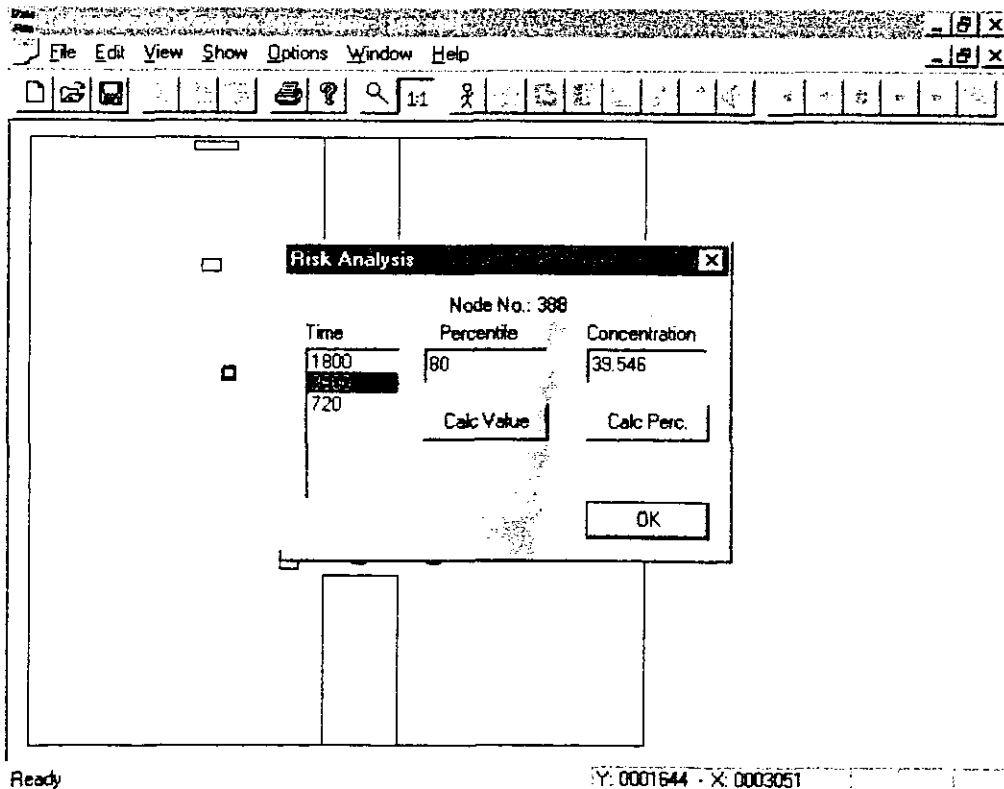 File Edit View Show Options Window Help
1:1
Risk Analysis
Node No.: 388
Time Percentile Concentration
1800 80 39.546
720
Calc Value Calc Perc.
OK
Ready Y: 0001644 - X: 0003051